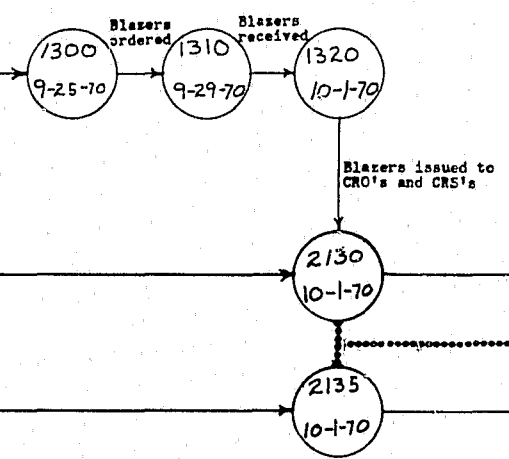 Blazers
ordered
Blazers
received
1300
9-25-70
1310
9-29-70
1320
10-1-70
Blazers issued to
CRO's and CRS's
2130
10-1-70
2135
10-1-70